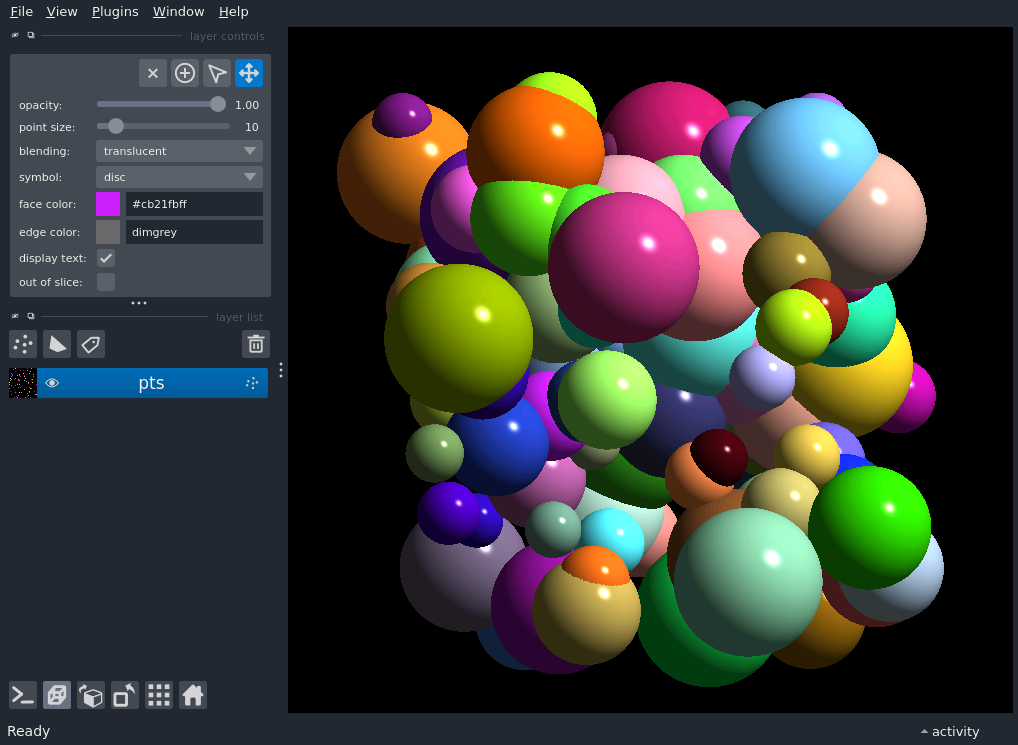 File View Plugins Window Help
layer controls
opacity: 1.00
point size: 10
blending: translucent
symbol: disc
face color: #cb21fbff
edge color: dimgrey
display text:
out of slice:
layer list
pts
Ready
activity